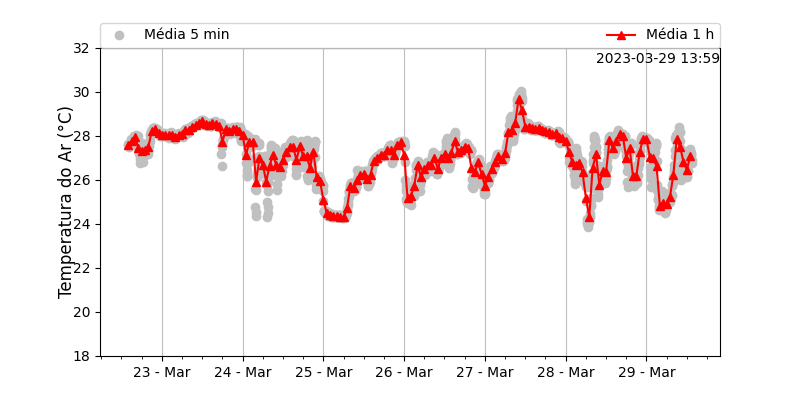 Média 5 min
Média 1 h
2023-03-29 13:59
Temperatura do Ar (°C)
32
30
28
26
24
22
20
18
23 - Mar
24 - Mar
25 - Mar
26 - Mar
27 - Mar
28 - Mar
29 - Mar